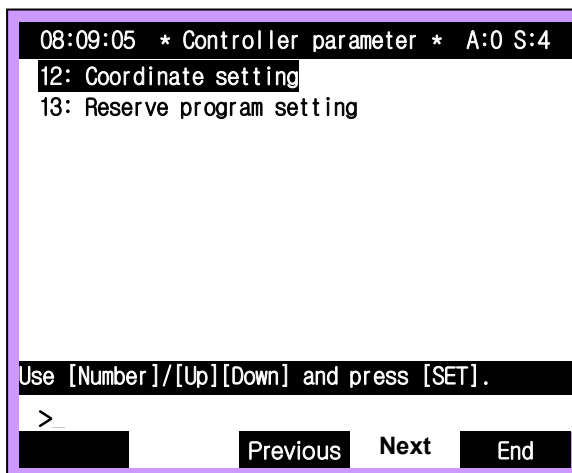 08:09:05 * Controller parameter * A:0 S:4
12: Coordinate setting
13: Reserve program setting
Use [Number]/[Up][Down] and press [SET].
>_
Previous Next End